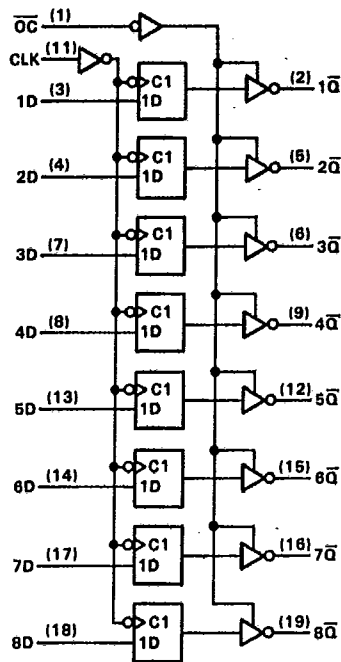 O̅C̅ (1)
CLK (11)
C1 (2) 1Q̅
1D (3) 1D
C1 (5) 2Q̅
2D (4) 1D
C1 (6) 3Q̅
3D (7) 1D
C1 (9) 4Q̅
4D (8) 1D
C1 (12) 5Q̅
5D (13) 1D
C1 (15) 6Q̅
6D (14) 1D
C1 (16) 7Q̅
7D (17) 1D
C1 (19) 8Q̅
8D (18) 1D